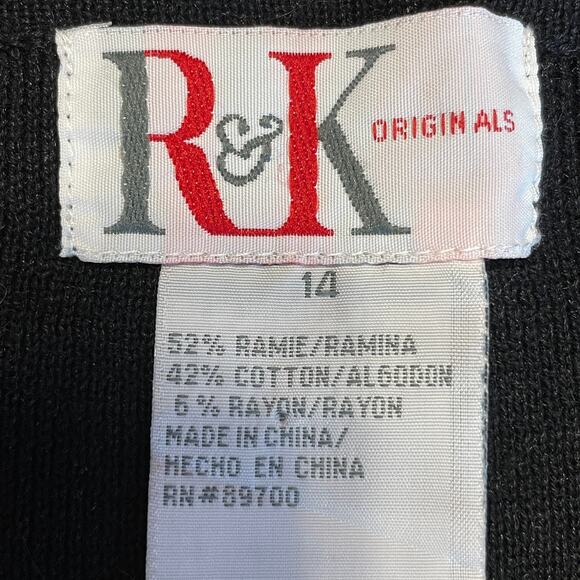 R&K ORIGINALS
14
52% RAMIE/RAMINA
42% COTTON/ALGODON
6% RAYON/RAYON
MADE IN CHINA/
HECHO EN CHINA
RN#89700